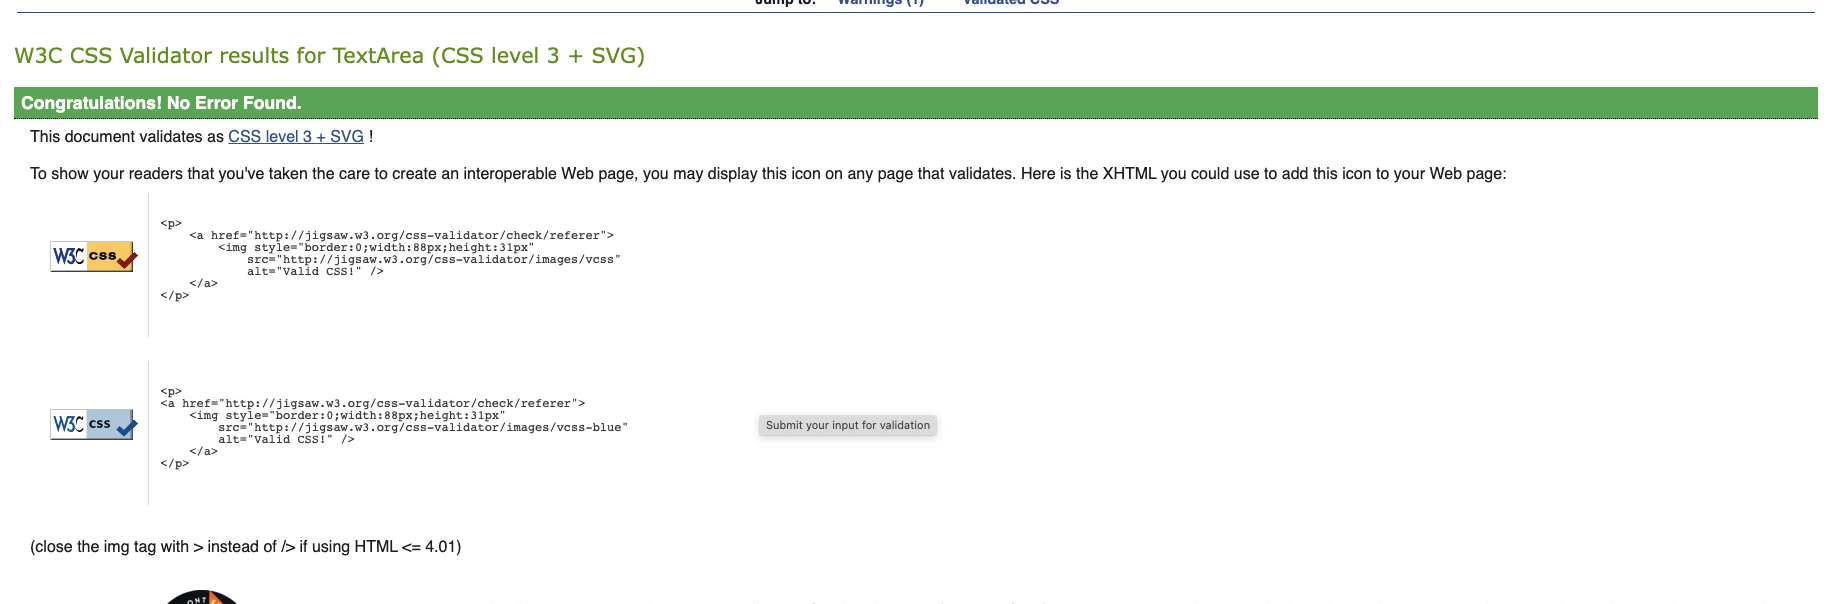 Jump to: Warnings (1) Validated CSS
W3C CSS Validator results for TextArea (CSS level 3 + SVG)
Congratulations! No Error Found.
This document validates as CSS level 3 + SVG !
To show your readers that you've taken the care to create an interoperable Web page, you may display this icon on any page that validates. Here is the XHTML you could use to add this icon to your Web page:
W3C css
<p>
<a href="http://jigsaw.w3.org/css-validator/check/referer">
<img style="border:0;width:88px;height:31px"
src="http://jigsaw.w3.org/css-validator/images/vcss"
alt="Valid CSS!" />
</a>
</p>
W3C css
<p>
<a href="http://jigsaw.w3.org/css-validator/check/referer">
<img style="border:0;width:88px;height:31px"
src="http://jigsaw.w3.org/css-validator/images/vcss-blue"
alt="Valid CSS!" />
</a>
</p>
Submit your input for validation
(close the img tag with > instead of /> if using HTML <= 4.01)